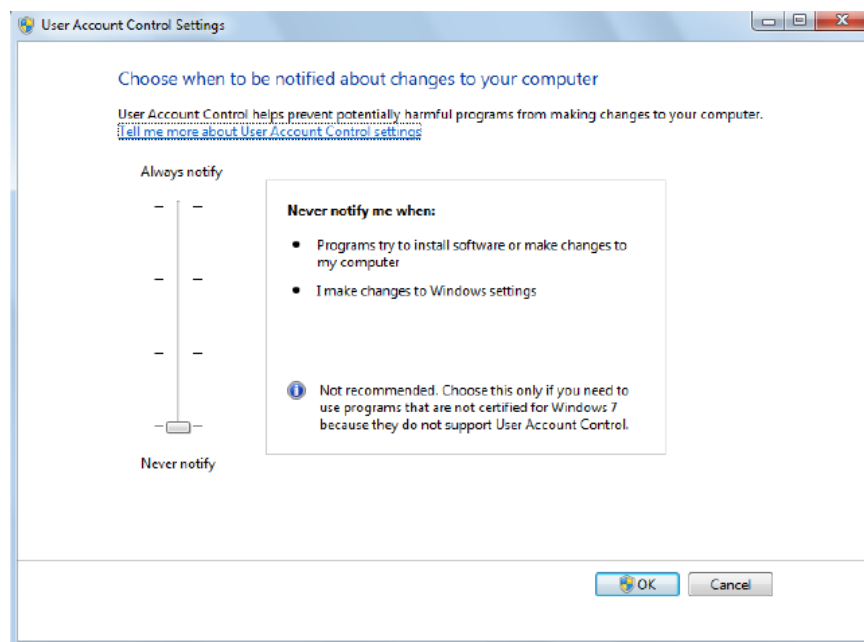 User Account Control Settings
Choose when to be notified about changes to your computer
User Account Control helps prevent potentially harmful programs from making changes to your computer.
Tell me more about User Account Control settings
Always notify
Never notify me when:
• Programs try to install software or make changes to
my computer
• I make changes to Windows settings
Not recommended. Choose this only if you need to
use programs that are not certified for Windows 7
because they do not support User Account Control.
Never notify
OK
Cancel